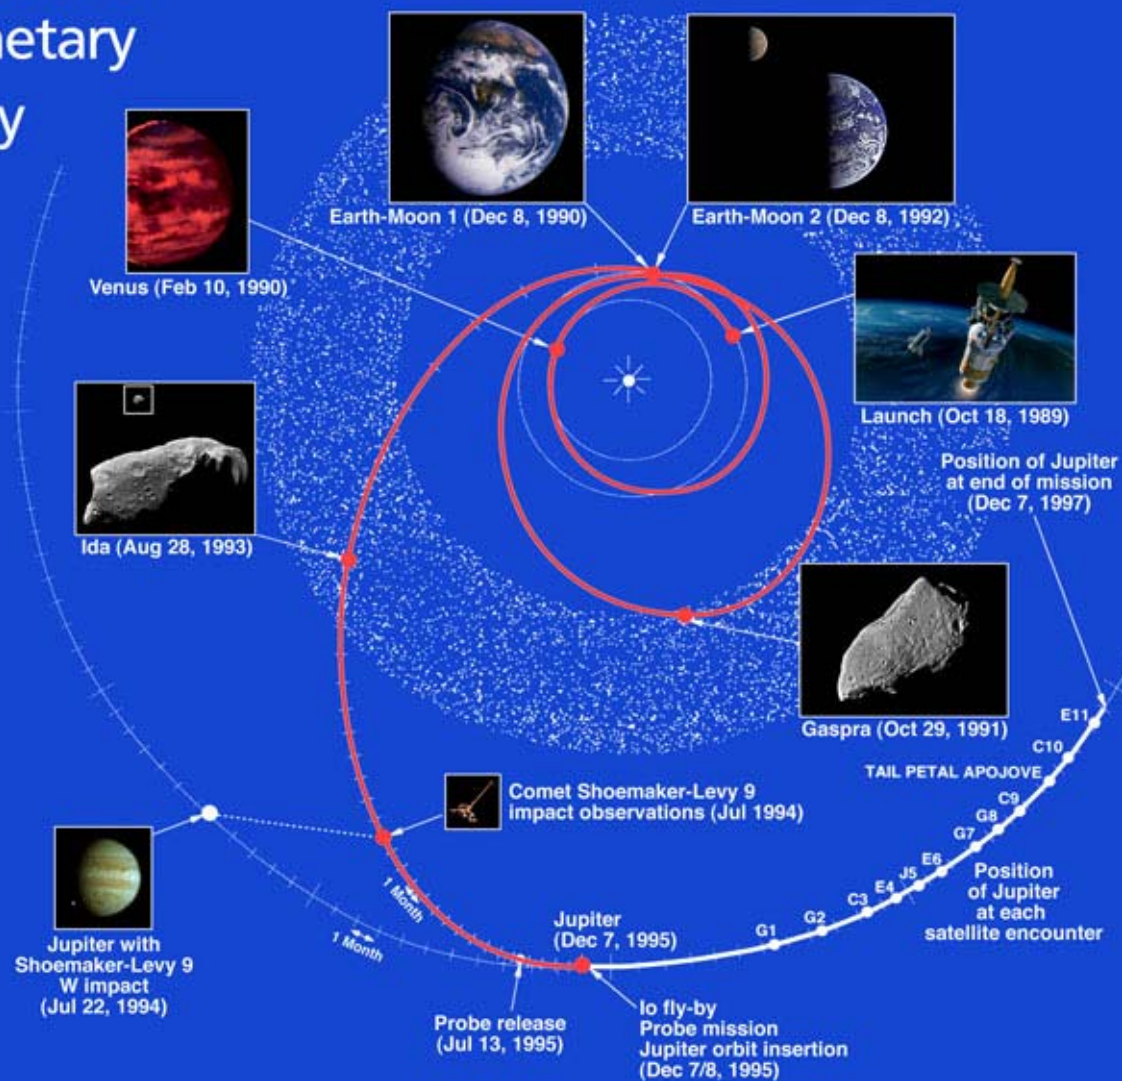 netary
y
Earth-Moon 1 (Dec 8, 1990)
Earth-Moon 2 (Dec 8, 1992)
Venus (Feb 10, 1990)
Launch (Oct 18, 1989)
Position of Jupiter
at end of mission
(Dec 7, 1997)
Ida (Aug 28, 1993)
Gaspra (Oct 29, 1991)
E11
C10
TAIL PETAL APOJOVE
C9
G8
G7
E6
J5
E4
C3
G2
G1
Position
of Jupiter
at each
satellite encounter
Comet Shoemaker-Levy 9
impact observations (Jul 1994)
1 Month
1 Month
Jupiter
(Dec 7, 1995)
Jupiter with
Shoemaker-Levy 9
W impact
(Jul 22, 1994)
Probe release
(Jul 13, 1995)
Io fly-by
Probe mission
Jupiter orbit insertion
(Dec 7/8, 1995)